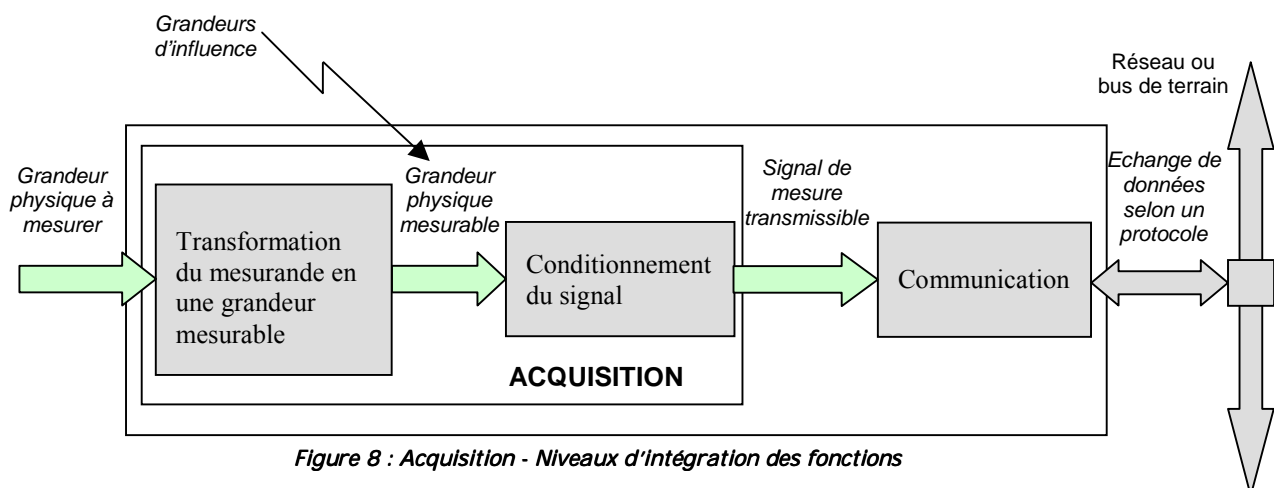 Grandeurs
d'influence
Réseau ou
bus de terrain
Grandeur
physique à
mesurer
Grandeur
physique
mesurable
Signal de
mesure
transmissible
Echange de
données
selon un
protocole
Transformation
du mesurande en
une grandeur
mesurable
Conditionnement
du signal
Communication
ACQUISITION
Figure 8 : Acquisition - Niveaux d'intégration des fonctions